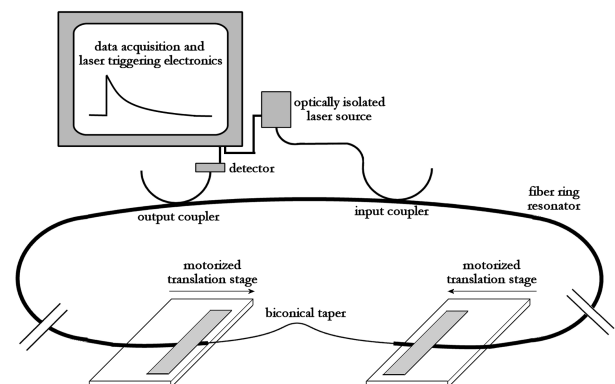 data acquisition and
laser triggering electronics
optically isolated
laser source
detector
output coupler
input coupler
fiber ring
resonator
motorized
translation stage
motorized
translation stage
biconical taper